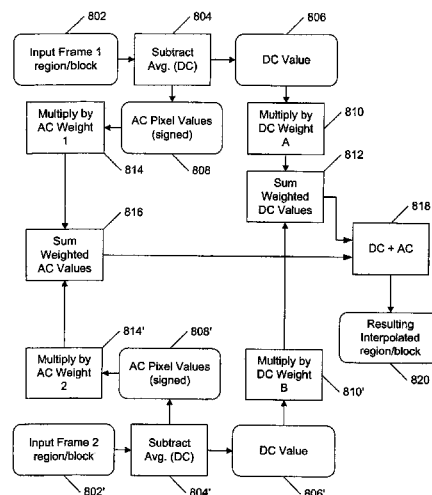 802
804
806
Input Frame 1
region/block
Subtract
Avg. (DC)
DC Value
Multiply by
AC Weight
1
AC Pixel Values
(signed)
Multiply by
DC Weight
A
810
814
808
812
816
Sum
Weighted
DC Values
818
Sum
Weighted
AC Values
DC + AC
814'
808'
Resulting
Interpolated
region/block
Multiply by
AC Weight
2
AC Pixel Values
(signed)
Multiply by
DC Weight
B
820
810'
Input Frame 2
region/block
Subtract
Avg. (DC)
DC Value
802'
804'
806'